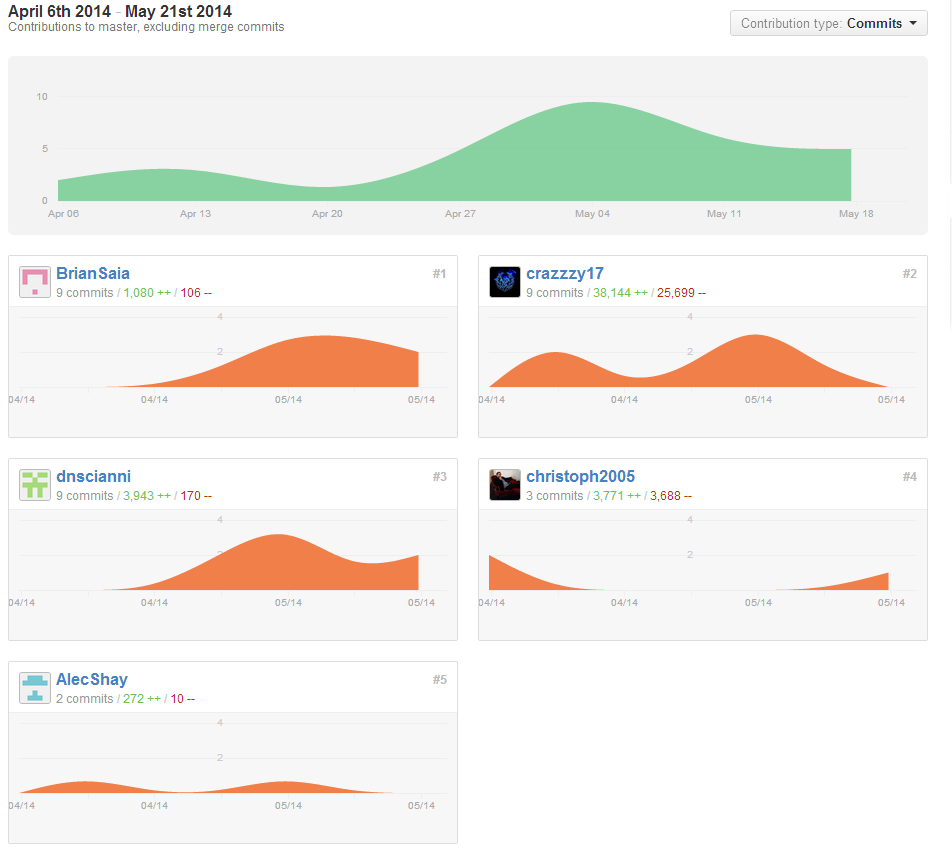 April 6th 2014 - May 21st 2014
Contributions to master, excluding merge commits
Contribution type: Commits
10
5
0
Apr 06 Apr 13 Apr 20 Apr 27 May 04 May 11 May 18
BrianSaia #1
9 commits / 1,080 ++ / 106 --
4
2
04/14 04/14 05/14 05/14
crazzzy17 #2
9 commits / 38,144 ++ / 25,699 --
4
2
04/14 04/14 05/14 05/14
dnscianni #3
9 commits / 3,943 ++ / 170 --
4
2
04/14 04/14 05/14 05/14
christoph2005 #4
3 commits / 3,771 ++ / 3,688 --
4
2
04/14 04/14 05/14 05/14
AlecShay #5
2 commits / 272 ++ / 10 --
4
2
04/14 04/14 05/14 05/14